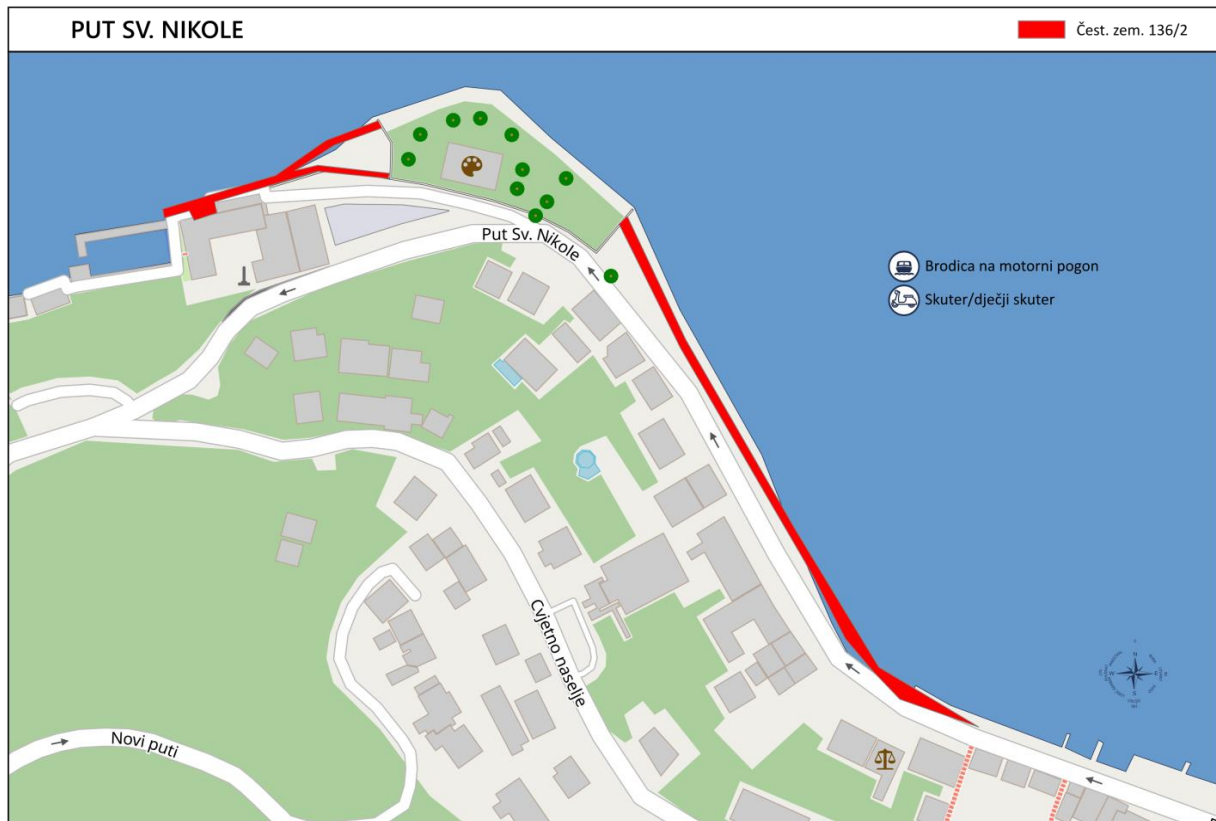 PUT SV. NIKOLE
Čest. zem. 136/2
Put Sv. Nikole
Brodica na motorni pogon
Skuter/dječji skuter
Cvjetno naselje
Novi puti